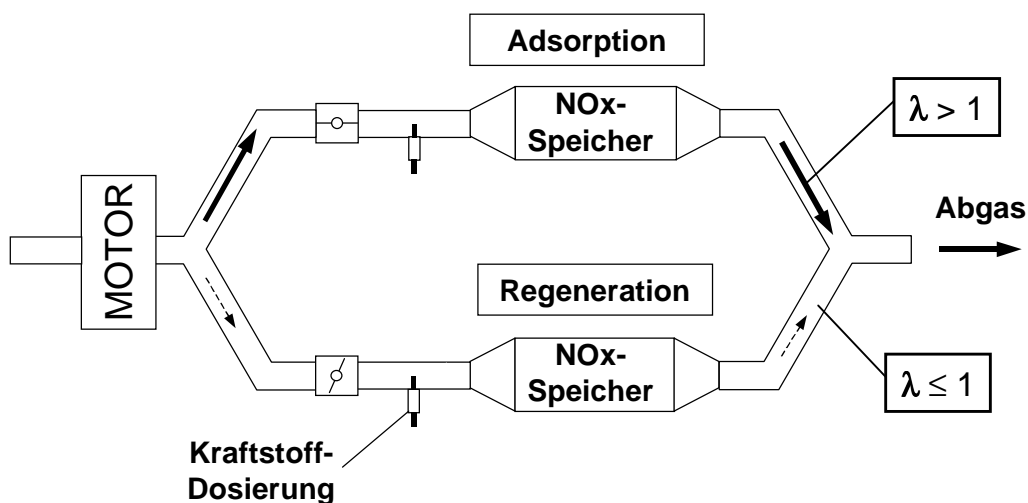 Adsorption
NOx-
Speicher
λ > 1
MOTOR
Abgas
Regeneration
NOx-
Speicher
λ ≤ 1
Kraftstoff-
Dosierung